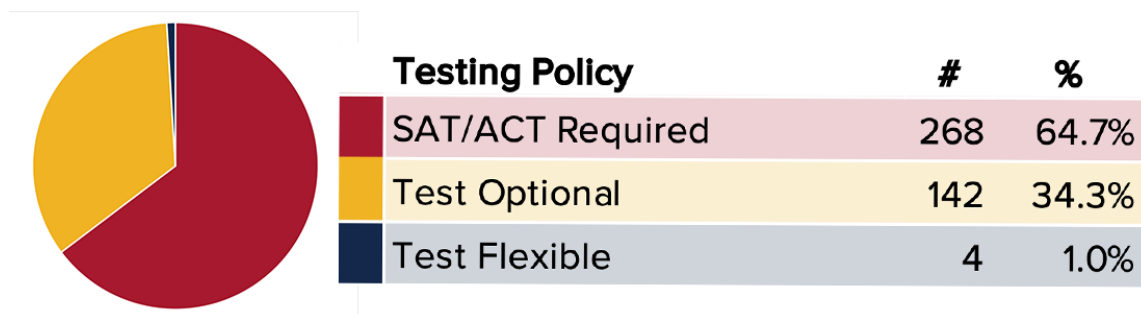 Testing Policy # %
SAT/ACT Required 268 64.7%
Test Optional 142 34.3%
Test Flexible 4 1.0%